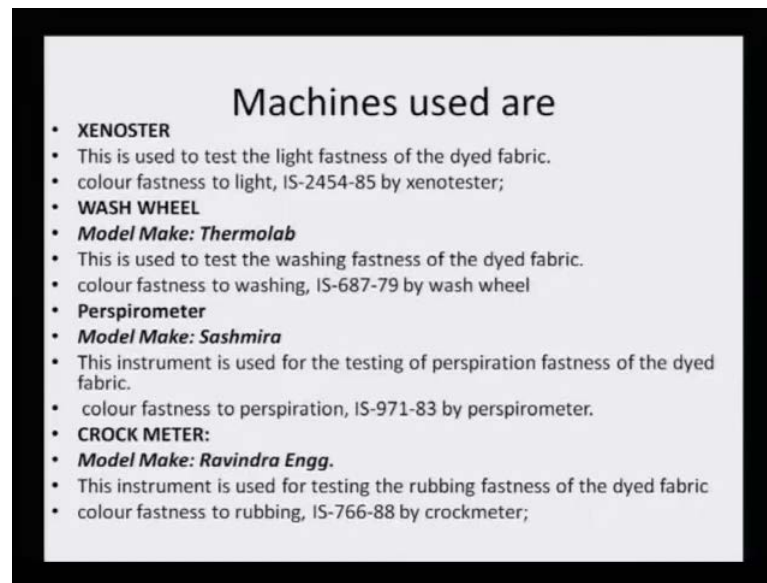 Machines used are
• XENOSTER
• This is used to test the light fastness of the dyed fabric.
• colour fastness to light, IS-2454-85 by xenotester;
• WASH WHEEL
• Model Make: Thermolab
• This is used to test the washing fastness of the dyed fabric.
• colour fastness to washing, IS-687-79 by wash wheel
• Perspirometer
• Model Make: Sashmira
• This instrument is used for the testing of perspiration fastness of the dyed
fabric.
• colour fastness to perspiration, IS-971-83 by perspirometer.
• CROCK METER:
• Model Make: Ravindra Engg.
• This instrument is used for testing the rubbing fastness of the dyed fabric
• colour fastness to rubbing, IS-766-88 by crockmeter;